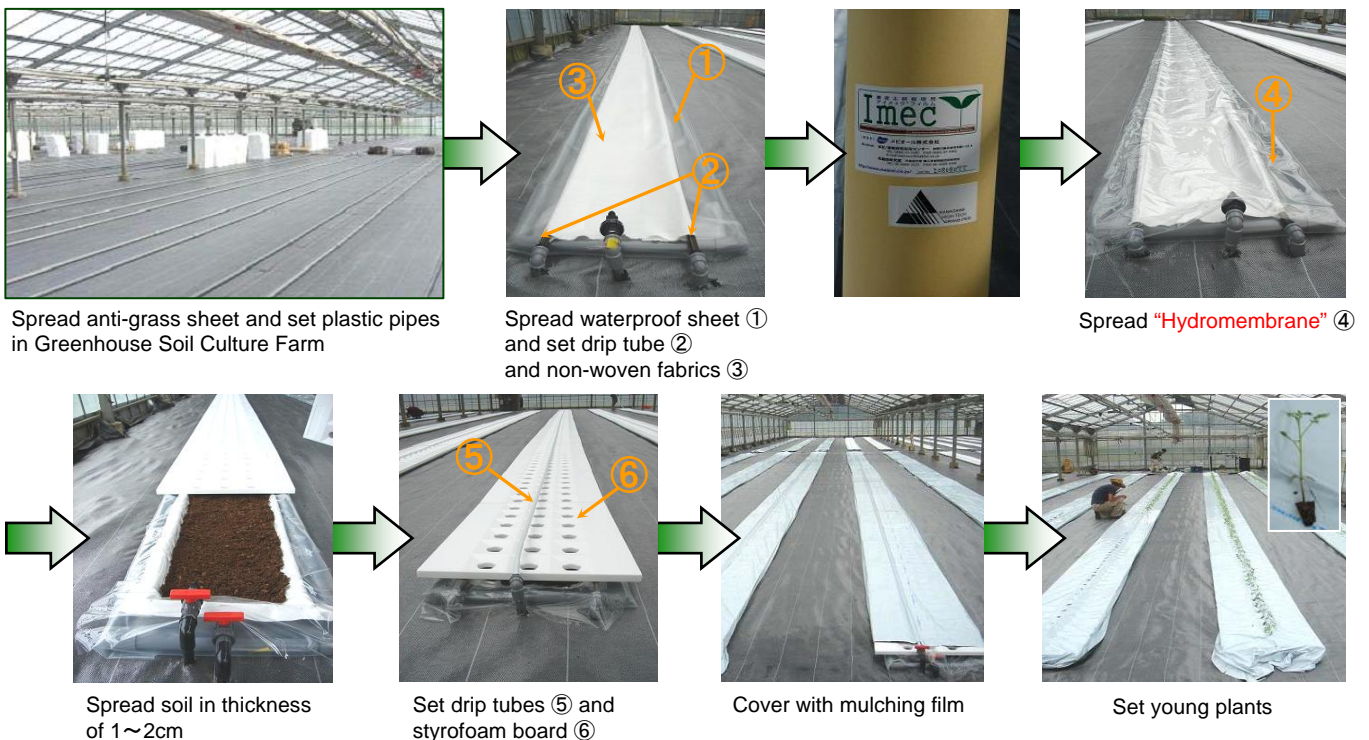 ③
①
②
Imec
④
Spread anti-grass sheet and set plastic pipes
in Greenhouse Soil Culture Farm
Spread waterproof sheet ①
and set drip tube ②
and non-woven fabrics ③
Spread “Hydromembrane” ④
⑤
⑥
Spread soil in thickness
of 1～2cm
Set drip tubes ⑤ and
styrofoam board ⑥
Cover with mulching film
Set young plants